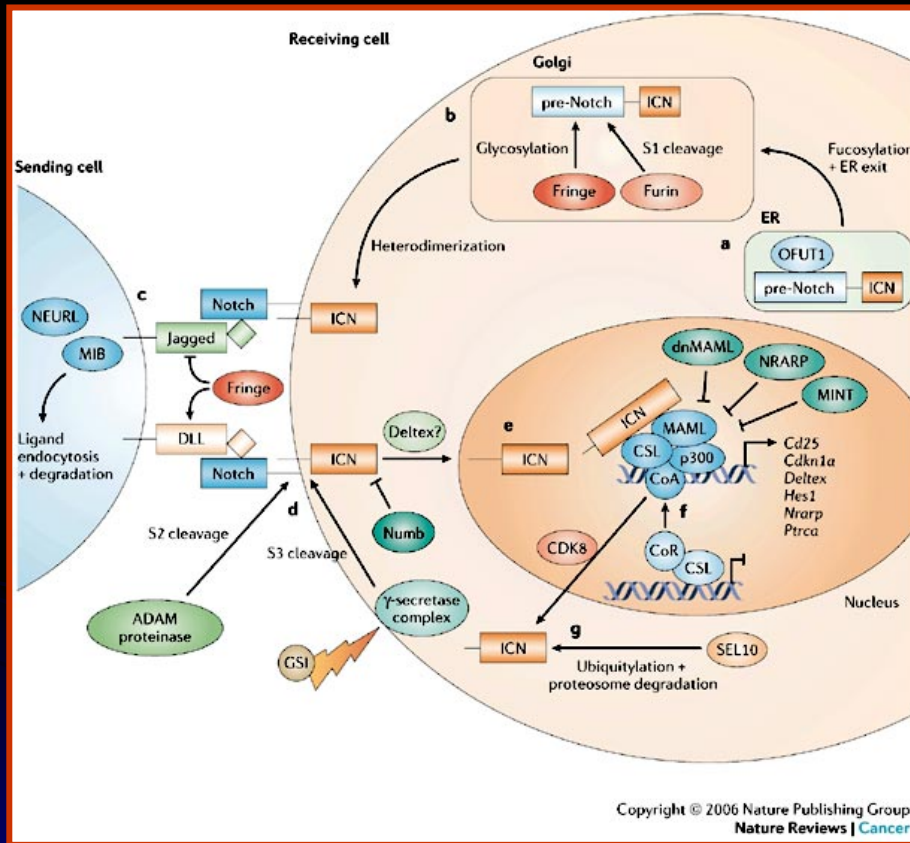 Receiving cell
Golgi
pre-Notch
ICN
b
Glycosylation
S1 cleavage
Fringe
Furin
Fucosylation
+ ER exit
Sending cell
ER
a
OFUT1
pre-Notch
ICN
Heterodimerization
c
Notch
ICN
NEURL
MIB
Jagged
Fringe
DLL
Notch
Ligand
endocytosis
+ degradation
Deltex?
ICN
d
Numb
S2 cleavage
S3 cleavage
ADAM
proteinase
γ-secretase
complex
GSI
dnMAML
NRARP
MINT
e
ICN
ICN
MAML
CSL
p300
CoA
Cd25
Cdkn1a
Deltex
Hes1
Nrarp
Ptrca
f
CDK8
CoR
CSL
Nucleus
g
ICN
SEL10
Ubiquitylation +
proteosome degradation
Copyright © 2006 Nature Publishing Group
Nature Reviews | Cancer